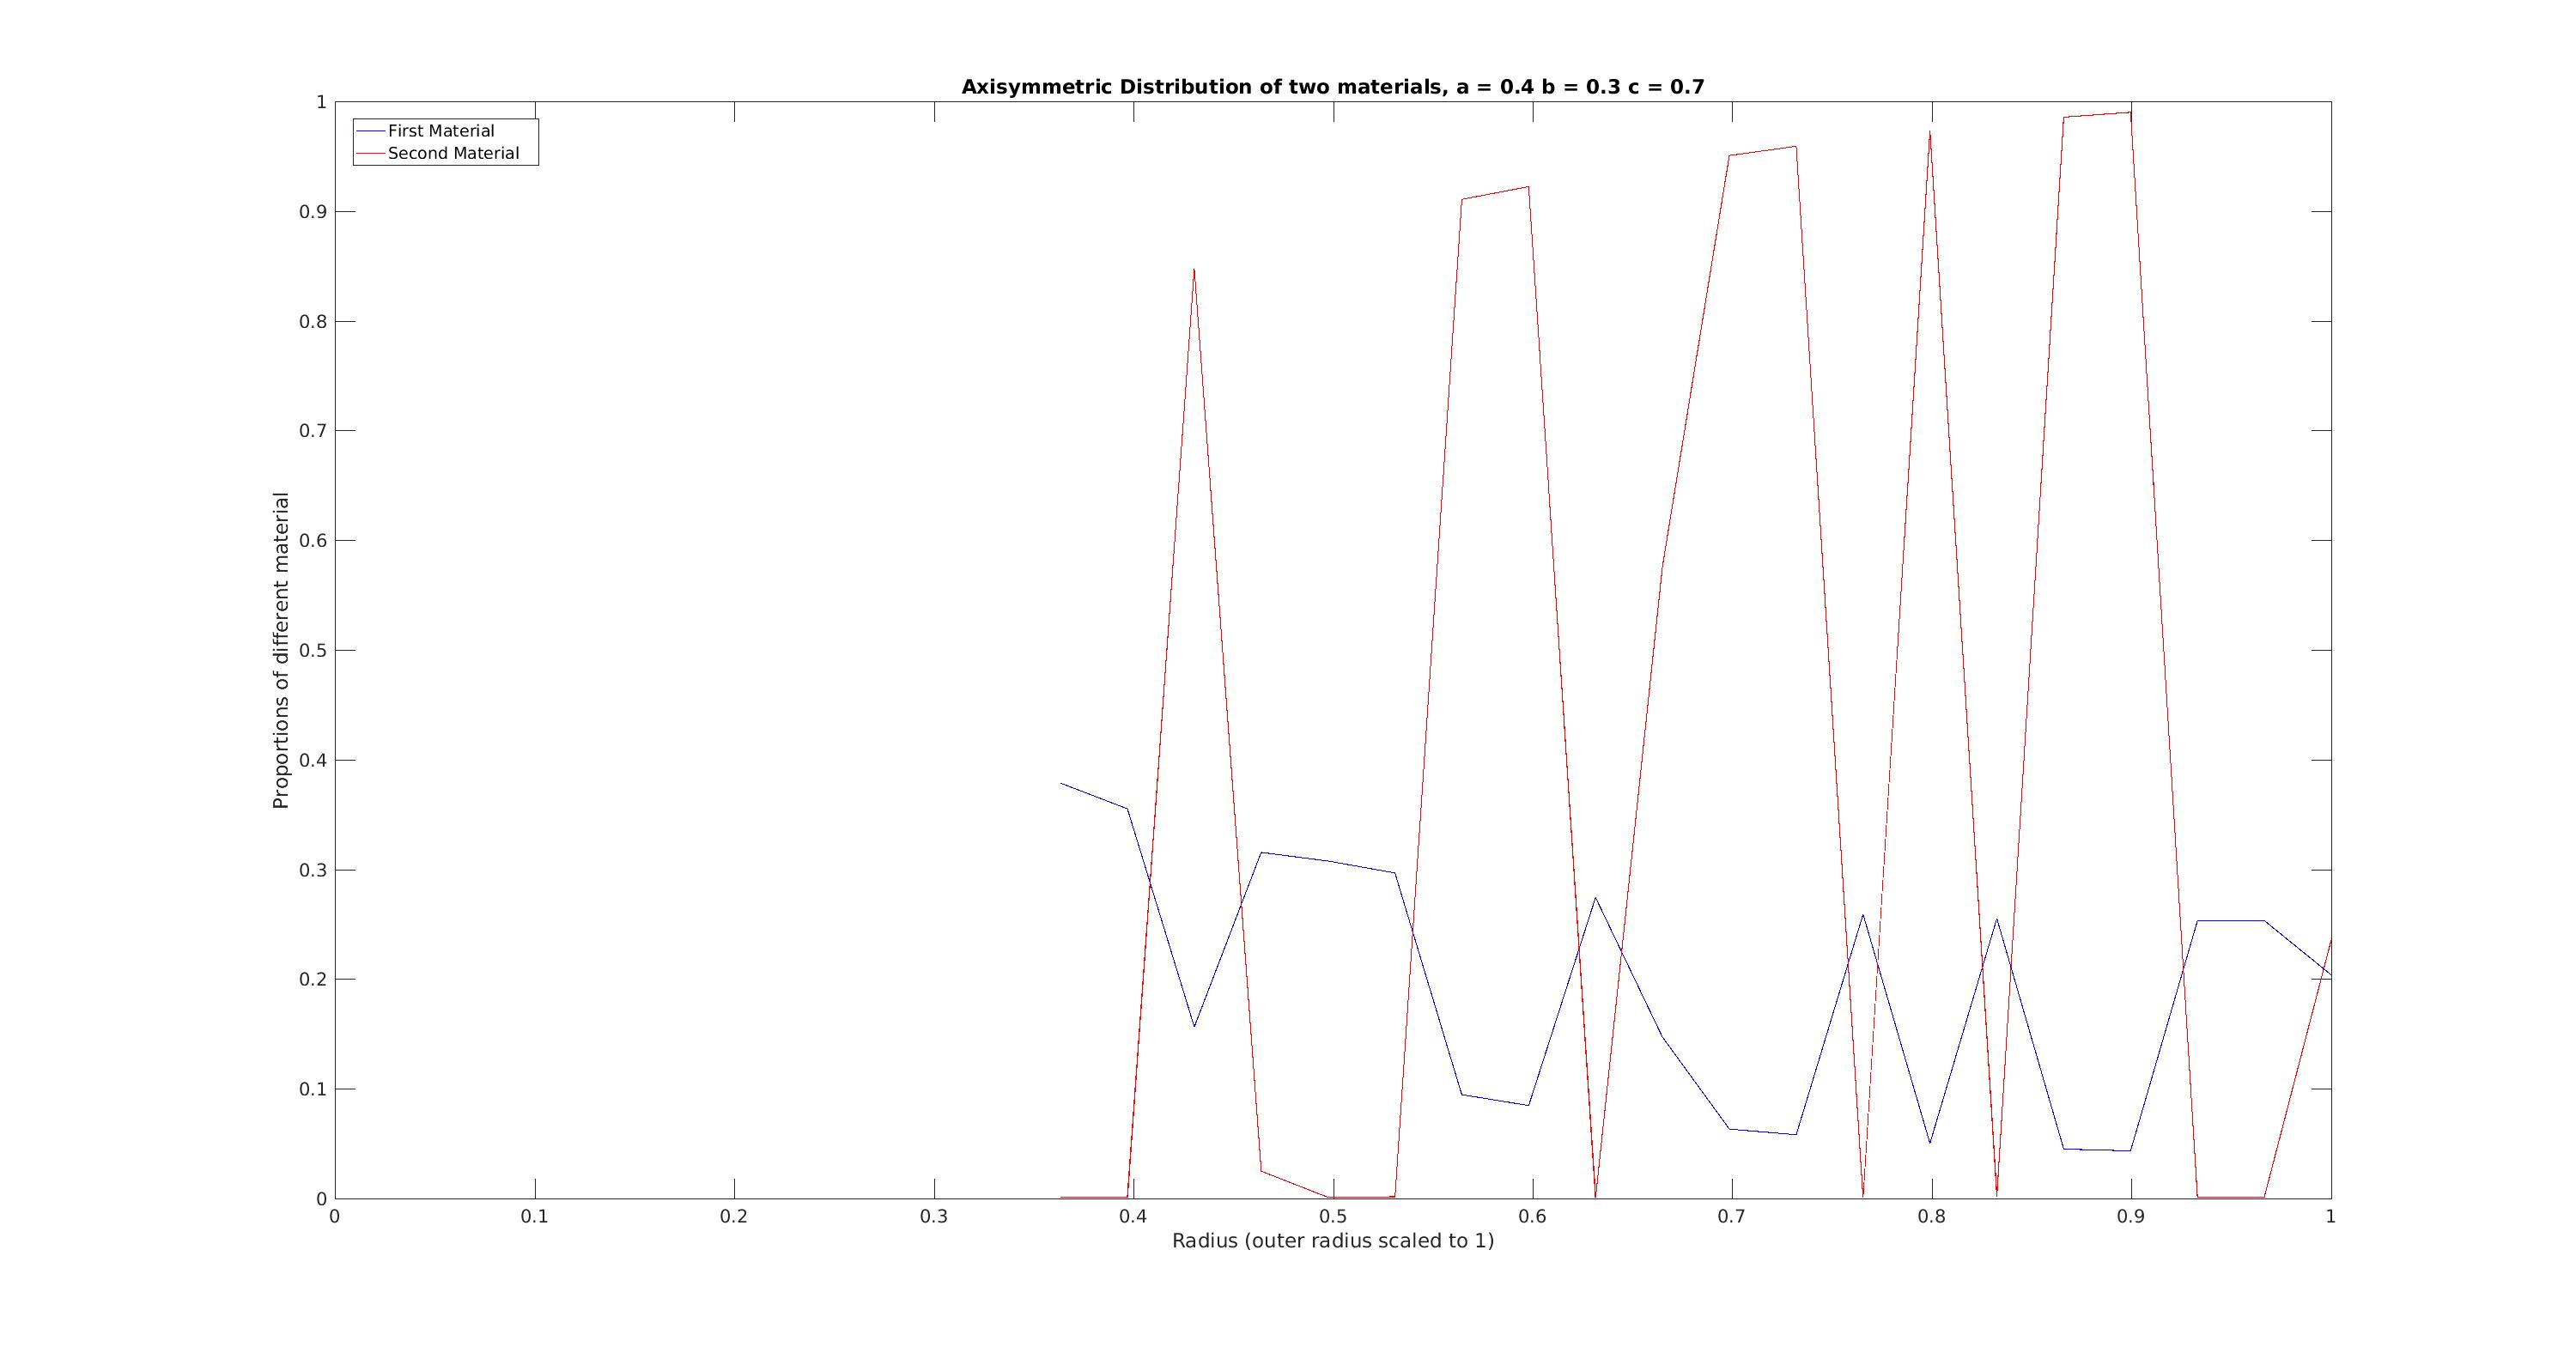 Axisymmetric Distribution of two materials, a = 0.4 b = 0.3 c = 0.7
First Material
Second Material
Proportions of different material
1
0.9
0.8
0.7
0.6
0.5
0.4
0.3
0.2
0.1
0
0 0.1 0.2 0.3 0.4 0.5 0.6 0.7 0.8 0.9 1
Radius (outer radius scaled to 1)